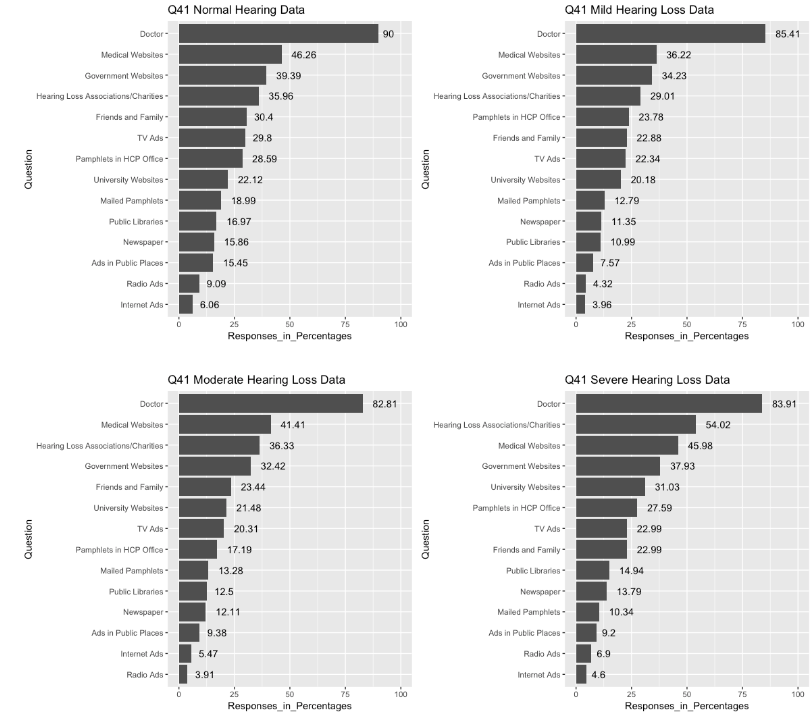 Q41 Normal Hearing Data
Question
Doctor 90
Medical Websites 46.26
Government Websites 39.39
Hearing Loss Associations/Charities 35.96
Friends and Family 30.4
TV Ads 29.8
Pamphlets in HCP Office 28.59
University Websites 22.12
Mailed Pamphlets 18.99
Public Libraries 16.97
Newspaper 15.86
Ads in Public Places 15.45
Radio Ads 9.09
Internet Ads 6.06
0 25 50 75 100
Responses_in_Percentages
Q41 Mild Hearing Loss Data
Question
Doctor 85.41
Medical Websites 36.22
Government Websites 34.23
Hearing Loss Associations/Charities 29.01
Pamphlets in HCP Office 23.78
Friends and Family 22.88
TV Ads 22.34
University Websites 20.18
Mailed Pamphlets 12.79
Newspaper 11.35
Public Libraries 10.99
Ads in Public Places 7.57
Radio Ads 4.32
Internet Ads 3.96
0 25 50 75 100
Responses_in_Percentages
Q41 Moderate Hearing Loss Data
Question
Doctor 82.81
Medical Websites 41.41
Hearing Loss Associations/Charities 36.33
Government Websites 32.42
Friends and Family 23.44
University Websites 21.48
TV Ads 20.31
Pamphlets in HCP Office 17.19
Mailed Pamphlets 13.28
Public Libraries 12.5
Newspaper 12.11
Ads in Public Places 9.38
Internet Ads 5.47
Radio Ads 3.91
0 25 50 75 100
Responses_in_Percentages
Q41 Severe Hearing Loss Data
Question
Doctor 83.91
Hearing Loss Associations/Charities 54.02
Medical Websites 45.98
Government Websites 37.93
University Websites 31.03
Pamphlets in HCP Office 27.59
TV Ads 22.99
Friends and Family 22.99
Public Libraries 14.94
Newspaper 13.79
Mailed Pamphlets 10.34
Ads in Public Places 9.2
Radio Ads 6.9
Internet Ads 4.6
0 25 50 75 100
Responses_in_Percentages